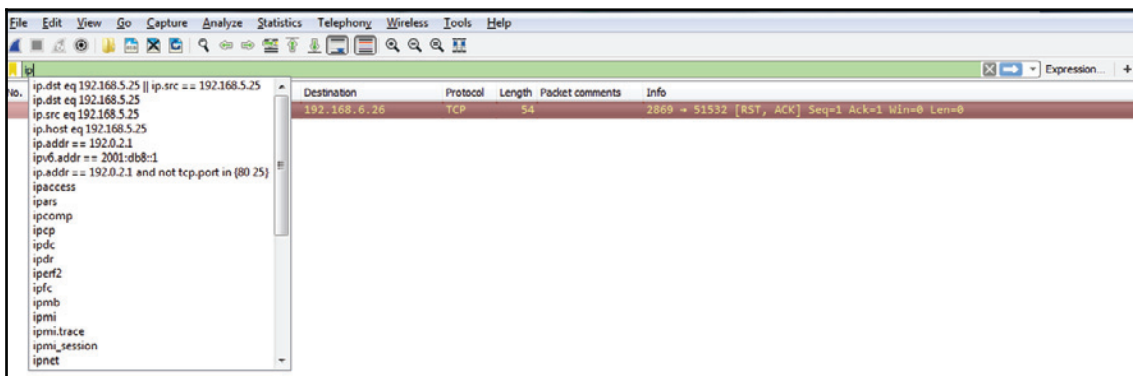 File Edit View Go Capture Analyze Statistics Telephony Wireless Tools Help
ip
Expression... +
No. Destination Protocol Length Packet comments Info
192.168.6.26 TCP 54 2869 → 51532 [RST, ACK] Seq=1 Ack=1 Win=0 Len=0
ip.dst eq 192.168.5.25 || ip.src == 192.168.5.25
ip.dst eq 192.168.5.25
ip.src eq 192.168.5.25
ip.host eq 192.168.5.25
ip.addr == 192.0.2.1
ipv6.addr == 2001:db8::1
ip.addr == 192.0.2.1 and not tcp.port in {80 25}
ipaccess
ipars
ipcomp
ipcp
ipdc
ipdr
iperf2
ipfc
ipmb
ipmi
ipmi.trace
ipmi_session
ipnet